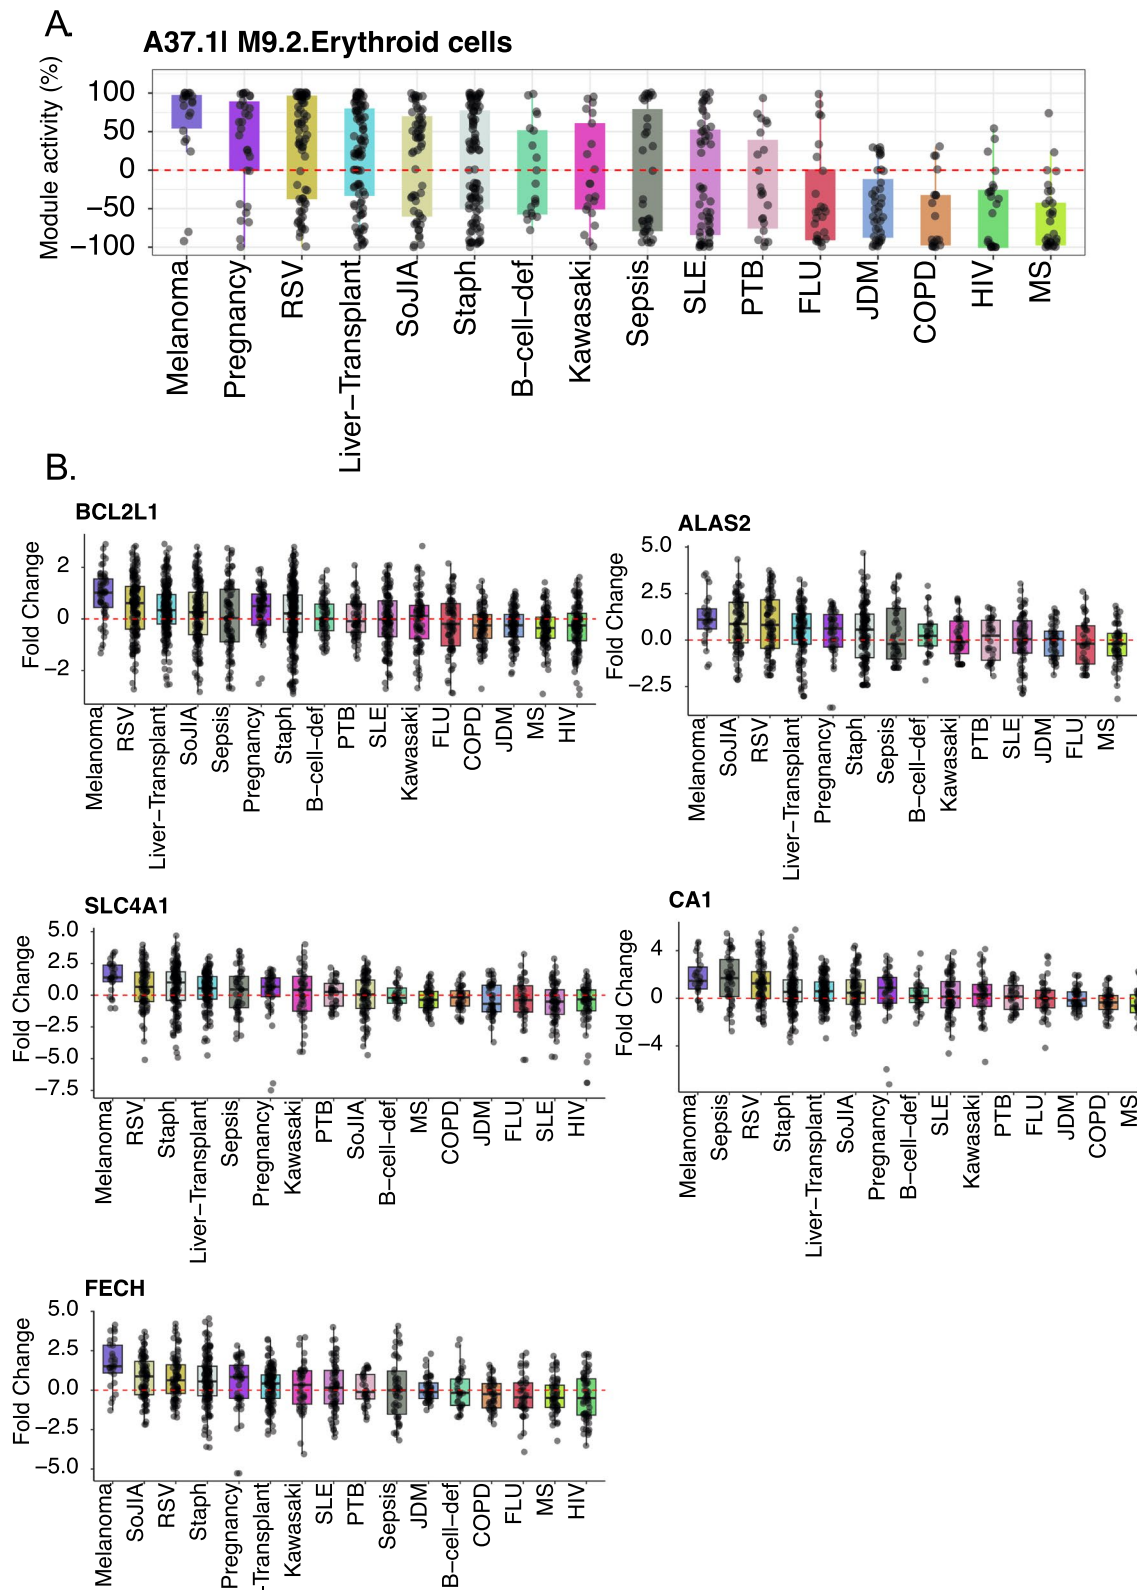 A.
A37.1| M9.2.Erythroid cells
Module activity (%)
100
50
0
−50
−100
Melanoma
Pregnancy
RSV
Liver−Transplant
SoJIA
Staph
B−cell−def
Kawasaki
Sepsis
SLE
PTB
FLU
JDM
COPD
HIV
MS
B.
BCL2L1
Fold Change
2
0
−2
Melanoma
RSV
Liver−Transplant
SoJIA
Sepsis
Pregnancy
Staph
B−cell−def
PTB
SLE
Kawasaki
FLU
COPD
JDM
MS
HIV
ALAS2
Fold Change
5.0
2.5
0.0
−2.5
Melanoma
SoJIA
RSV
Liver−Transplant
Pregnancy
Staph
Sepsis
B−cell−def
Kawasaki
PTB
SLE
JDM
FLU
MS
SLC4A1
Fold Change
5.0
2.5
0.0
−2.5
−5.0
−7.5
Melanoma
RSV
Staph
Liver−Transplant
Sepsis
Pregnancy
Kawasaki
PTB
SoJIA
B−cell−def
MS
COPD
JDM
FLU
SLE
HIV
CA1
Fold Change
4
0
−4
Melanoma
Sepsis
RSV
Staph
Liver−Transplant
SoJIA
Pregnancy
B−cell−def
SLE
Kawasaki
PTB
FLU
JDM
COPD
MS
FECH
Fold Change
5.0
2.5
0.0
−2.5
−5.0
Melanoma
SoJIA
RSV
Staph
Pregnancy
−Transplant
Kawasaki
SLE
PTB
Sepsis
JDM
B−cell−def
COPD
FLU
MS
HIV